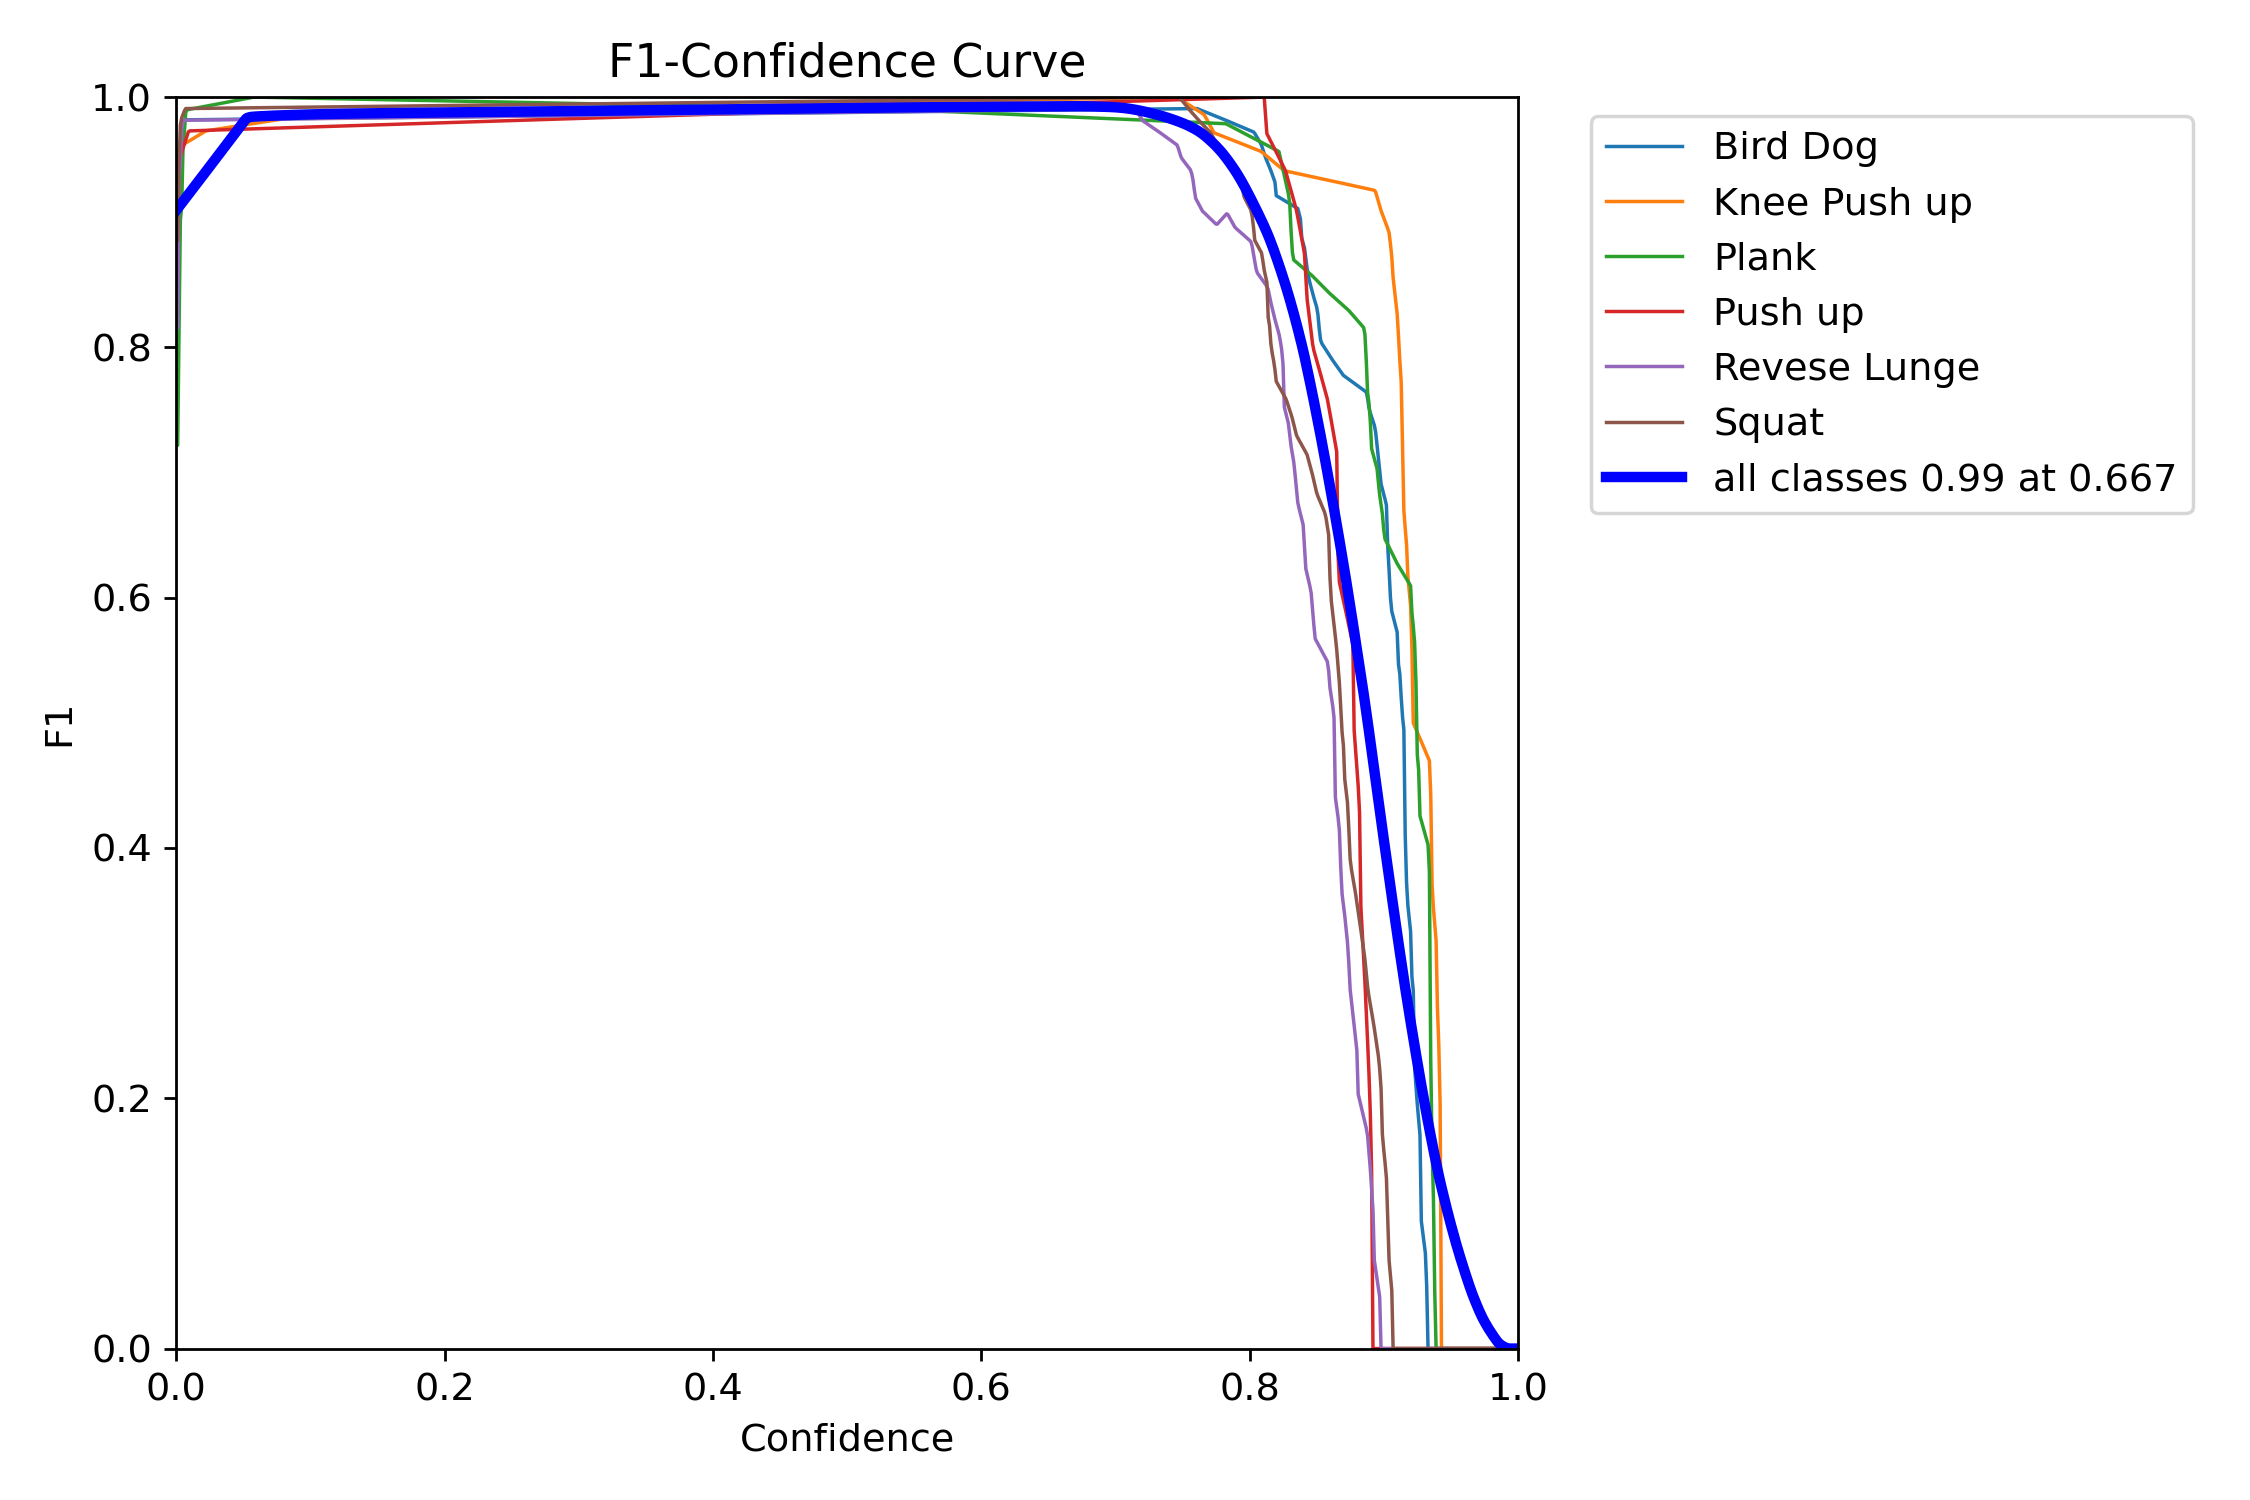 F1-Confidence Curve
1.0
0.8
0.6
0.4
0.2
0.0
F1
0.0 0.2 0.4 0.6 0.8 1.0
Confidence
Bird Dog
Knee Push up
Plank
Push up
Revese Lunge
Squat
all classes 0.99 at 0.667